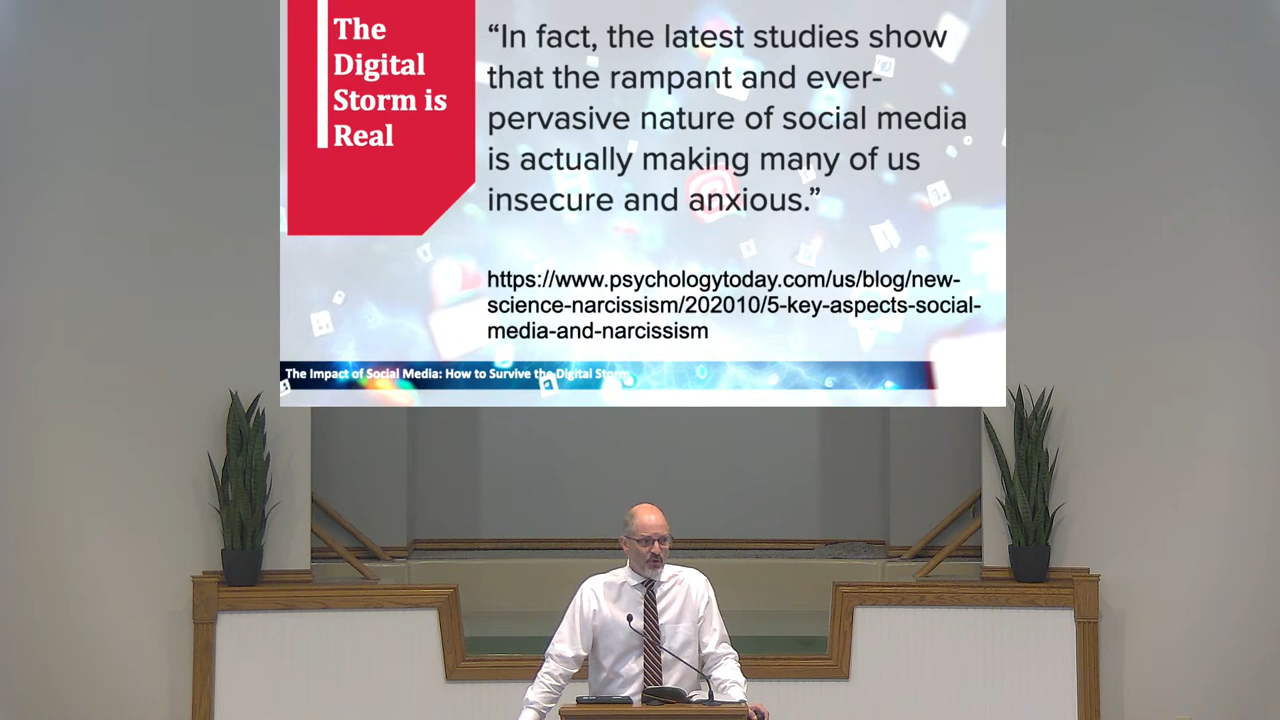 The
Digital
Storm is
Real
“In fact, the latest studies show
that the rampant and ever-
pervasive nature of social media
is actually making many of us
insecure and anxious.”
https://www.psychologytoday.com/us/blog/new-
science-narcissism/202010/5-key-aspects-social-
media-and-narcissism
The Impact of Social Media: How to Survive the Digital Storm